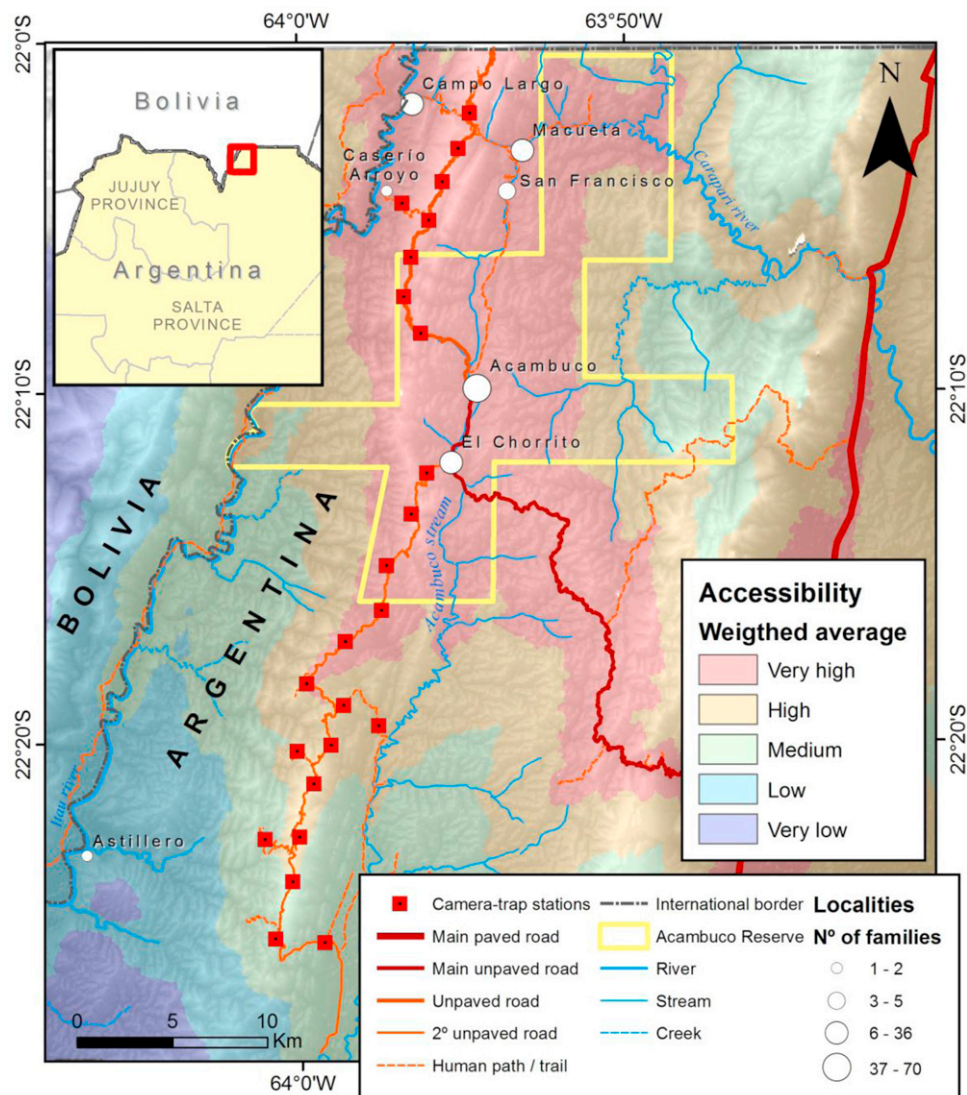 64°0'W
63°50'W
22°0'S
22°0'S
Bolivia
JUJUY
PROVINCE
Argentina
SALTA
PROVINCE
Campo Largo
Macueta
Caserío
Arroyo
San Francisco
Carapari river
N
22°10'S
22°10'S
Acambuco
El Chorrito
BOLIVIA
ARGENTINA
Acambuco stream
22°20'S
22°20'S
Itau river
Astillero
Accessibility
Weigthed average
Very high
High
Medium
Low
Very low
0 5 10
Km
64°0'W
Camera-trap stations
Main paved road
Main unpaved road
Unpaved road
2º unpaved road
Human path / trail
International border
Acambuco Reserve
River
Stream
Creek
Localities
Nº of families
1 - 2
3 - 5
6 - 36
37 - 70